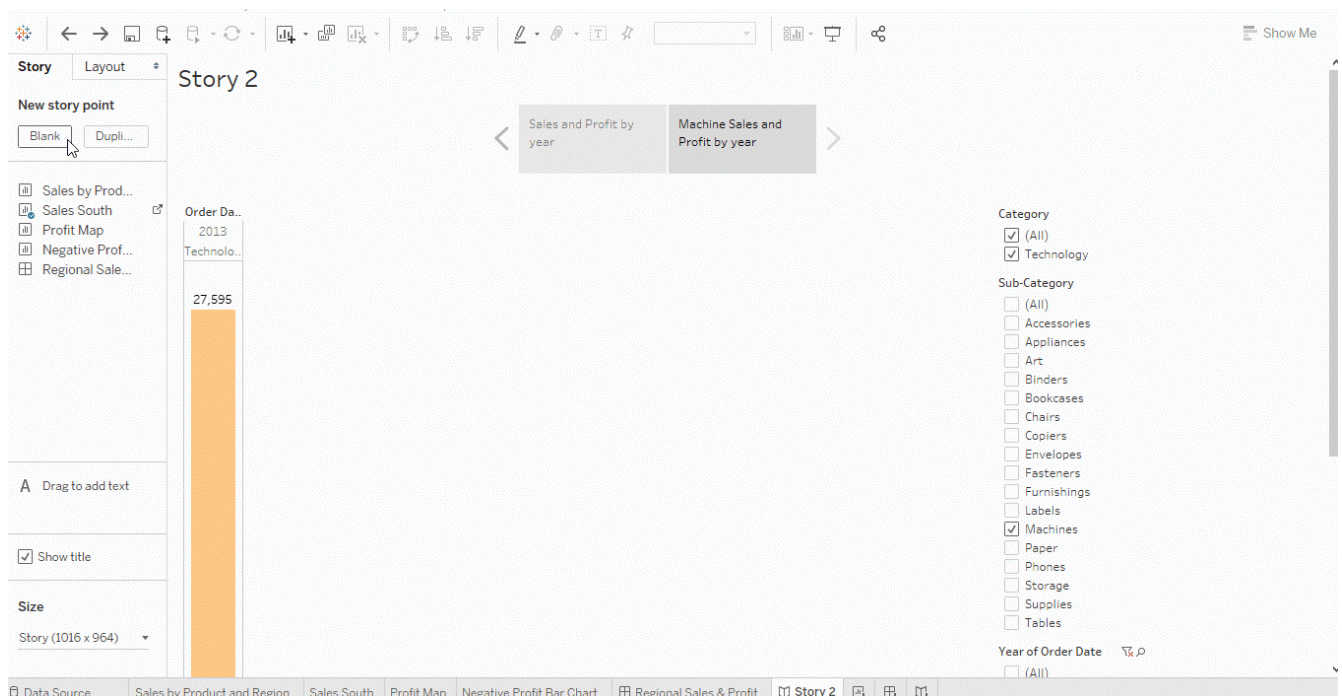 Show Me
Story
Layout
Story 2
New story point
Blank
Dupli...
Sales and Profit by
year
Machine Sales and
Profit by year
Sales by Prod...
Sales South
Profit Map
Negative Prof...
Regional Sale...
A Drag to add text
Show title
Size
Story (1016 x 964)
Order Da..
2013
Technolo..
27,595
Category
(All)
Technology
Sub-Category
(All)
Accessories
Appliances
Art
Binders
Bookcases
Chairs
Copiers
Envelopes
Fasteners
Furnishings
Labels
Machines
Paper
Phones
Storage
Supplies
Tables
Year of Order Date
(All)
Data Source
Sales by Product and Region
Sales South
Profit Map
Negative Profit Bar Chart
Regional Sales & Profit
Story 2